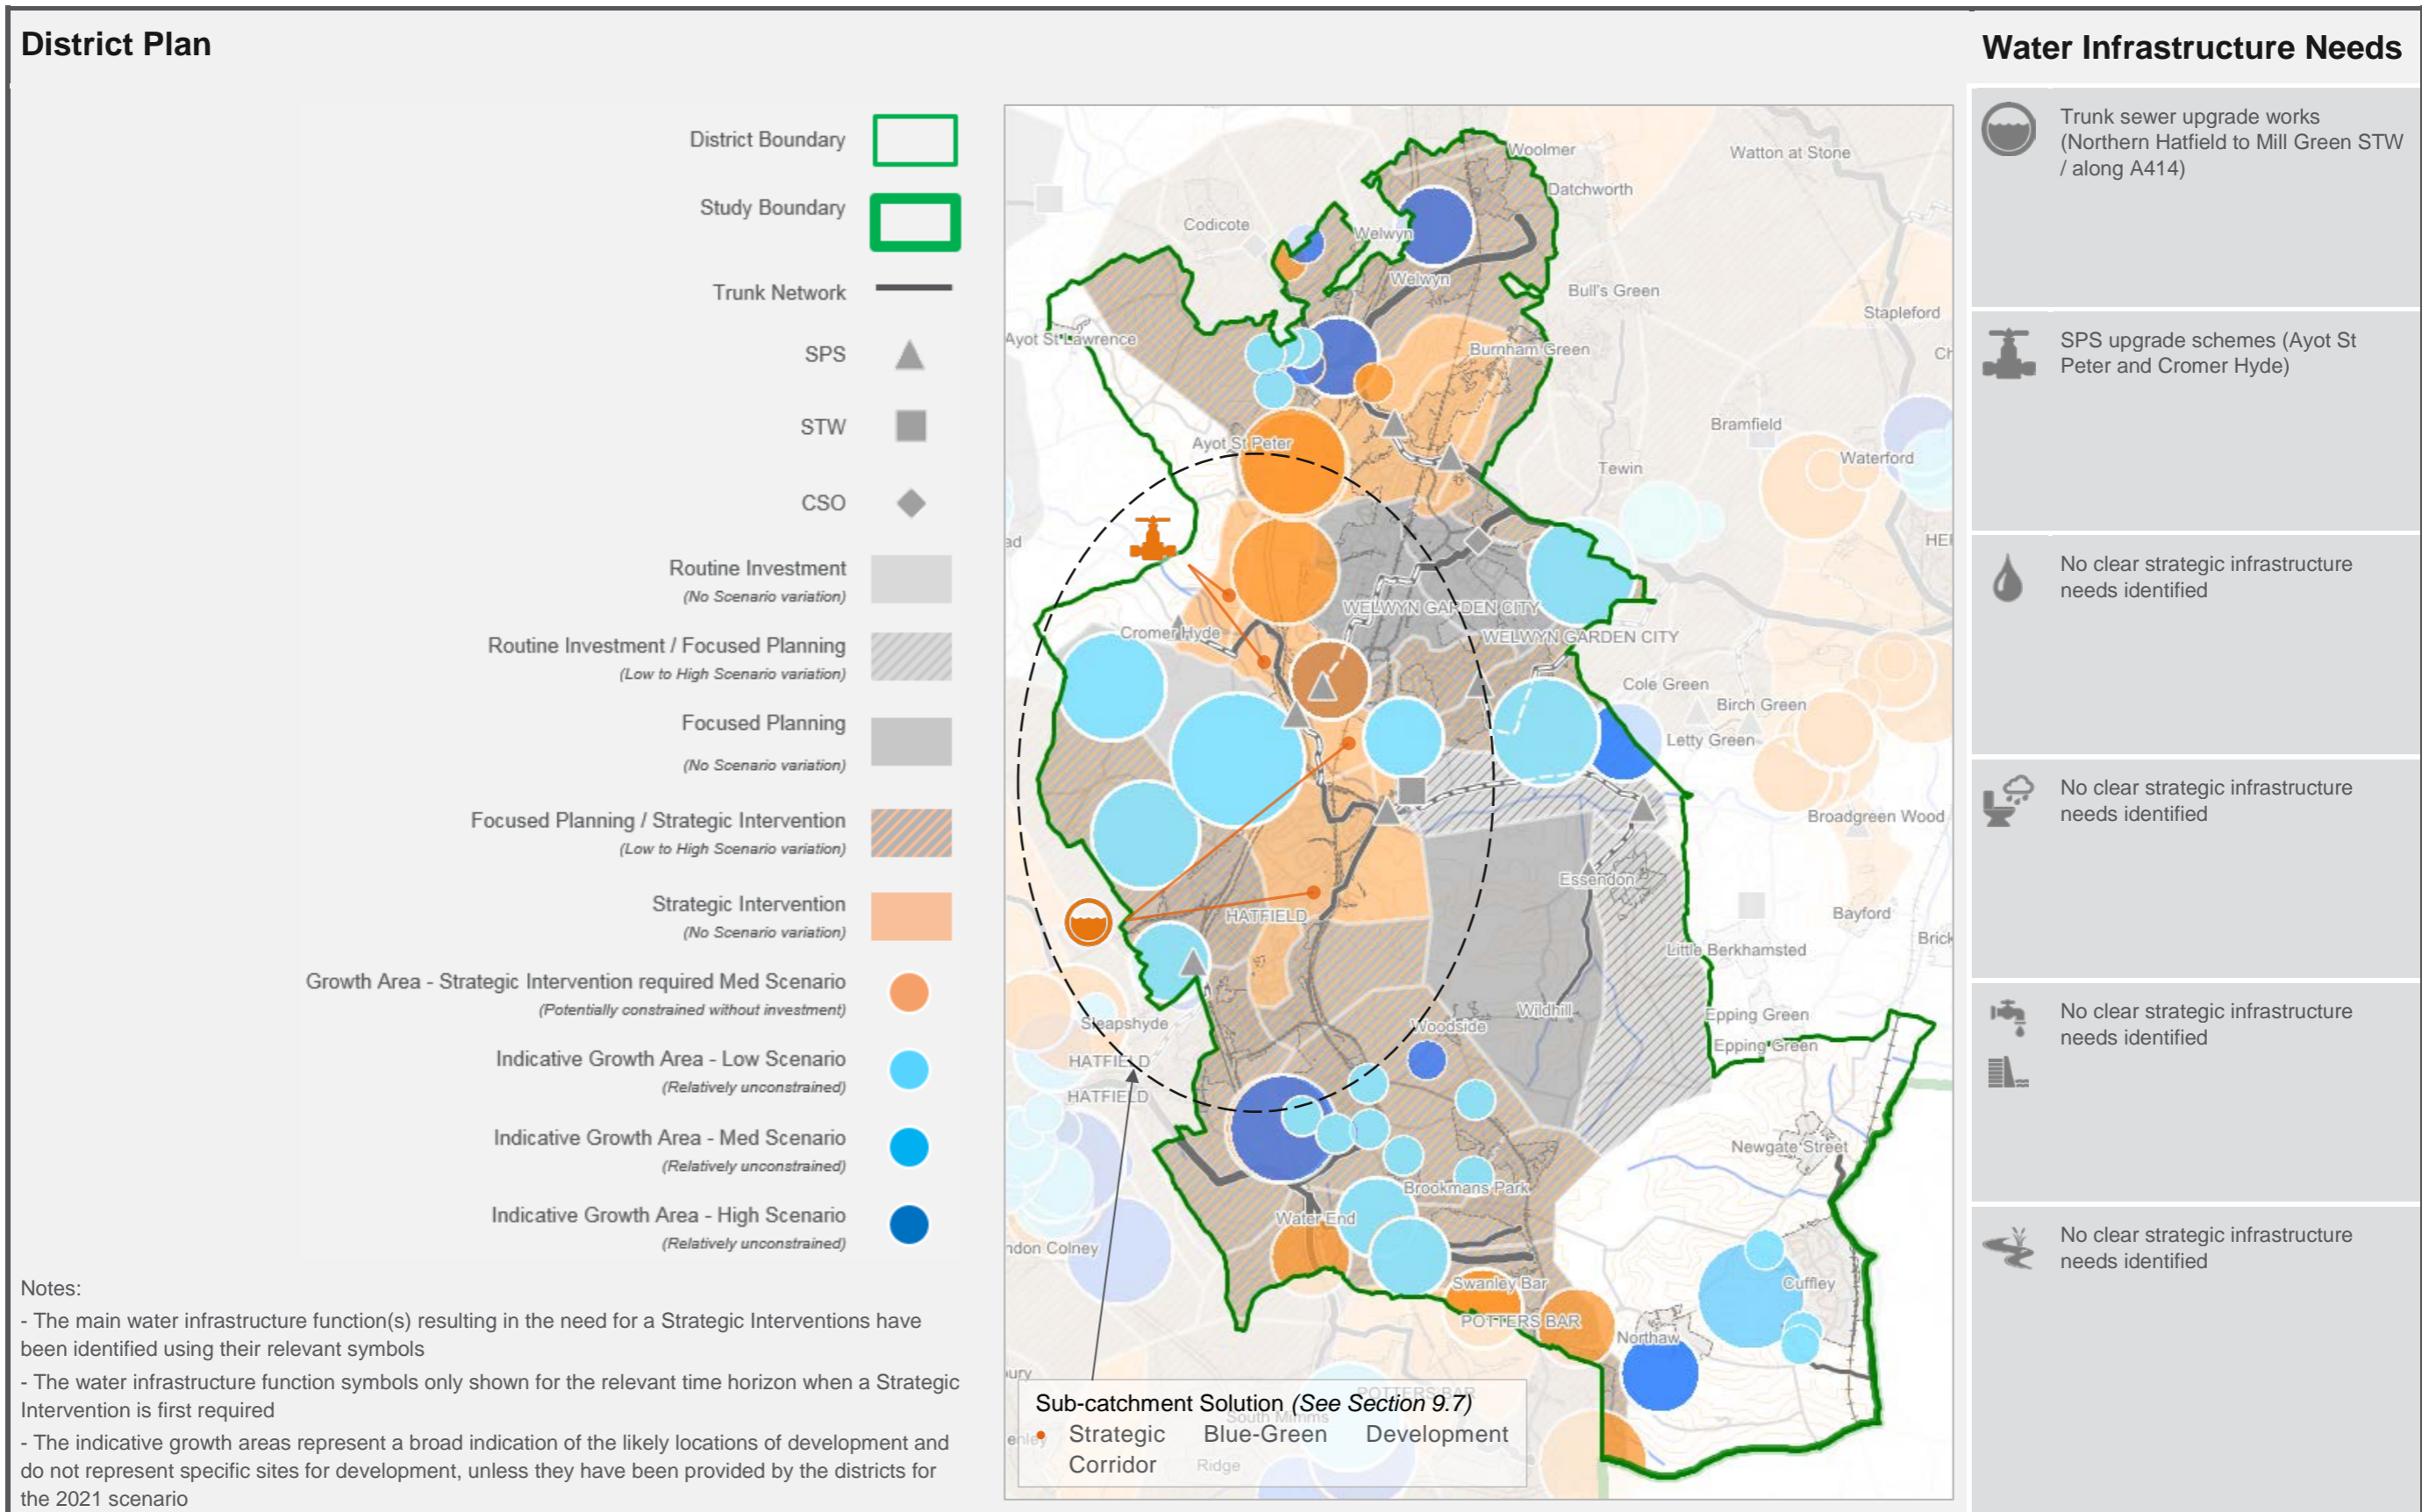 District Plan
Water Infrastructure Needs
District Boundary
Study Boundary
Trunk Network
SPS
STW
CSO
Routine Investment
(No Scenario variation)
Routine Investment / Focused Planning
(Low to High Scenario variation)
Focused Planning
(No Scenario variation)
Focused Planning / Strategic Intervention
(Low to High Scenario variation)
Strategic Intervention
(No Scenario variation)
Growth Area - Strategic Intervention required Med Scenario
(Potentially constrained without investment)
Indicative Growth Area - Low Scenario
(Relatively unconstrained)
Indicative Growth Area - Med Scenario
(Relatively unconstrained)
Indicative Growth Area - High Scenario
(Relatively unconstrained)
Notes:
- The main water infrastructure function(s) resulting in the need for a Strategic Interventions have
been identified using their relevant symbols
- The water infrastructure function symbols only shown for the relevant time horizon when a Strategic
Intervention is first required
- The indicative growth areas represent a broad indication of the likely locations of development and
do not represent specific sites for development, unless they have been provided by the districts for
the 2021 scenario
Woolmer
Watton at Stone
Datchworth
Codicote
Welwyn
Welwyn
Bull's Green
Stapleford
Ayot St Lawrence
Burnham Green
Ch
Bramfield
Ayot St Peter
Waterford
Tewin
ad
HE
WELWYN GARDEN CITY
Cromer Hyde
WELWYN GARDEN CITY
Cole Green
Birch Green
Letty Green
Broadgreen Wood
Essendon
HATFIELD
Bayford
Brick
Little Berkhamsted
Wildhill
Epping Green
Sleapshyde
Woodside
Epping Green
HATFIELD
HATFIELD
Newgate Street
Brookmans Park
Water End
ndon Colney
Swanley Bar
Cuffley
POTTERS BAR
Northaw
ury
POTTERS BAR
Sub-catchment Solution (See Section 9.7)
South Mimms
Strategic Blue-Green Development
Corridor
enley
Ridge
Trunk sewer upgrade works
(Northern Hatfield to Mill Green STW
/ along A414)
SPS upgrade schemes (Ayot St
Peter and Cromer Hyde)
No clear strategic infrastructure
needs identified
No clear strategic infrastructure
needs identified
No clear strategic infrastructure
needs identified
No clear strategic infrastructure
needs identified